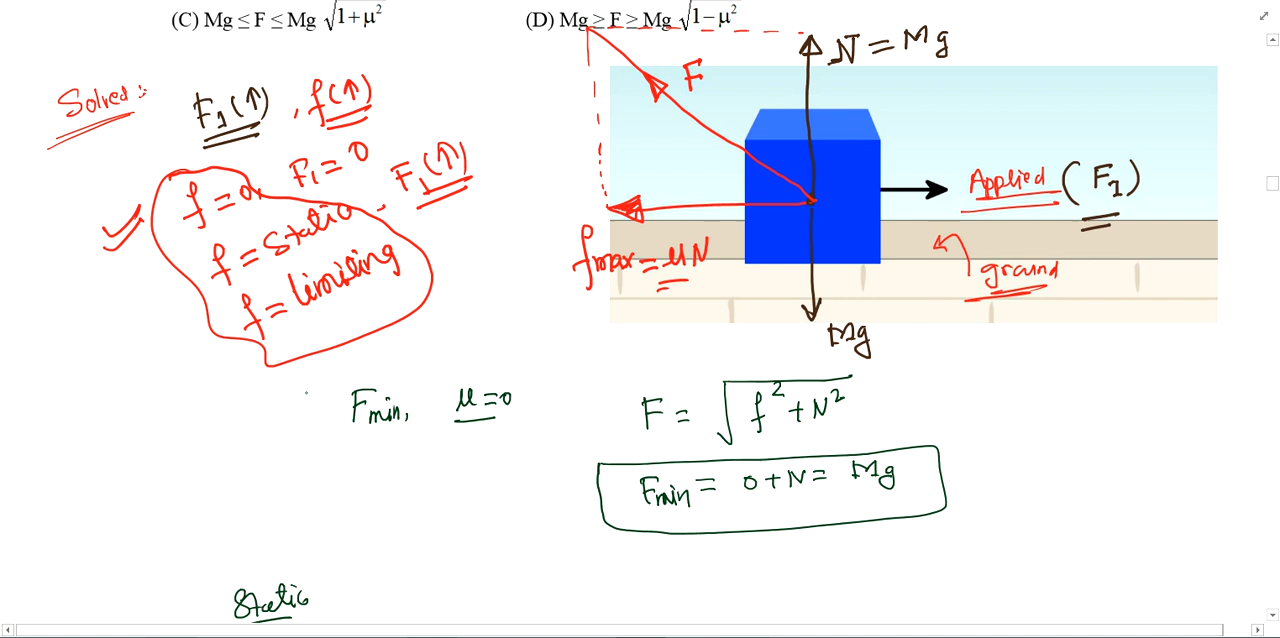 (C) Mg ≤ F ≤ Mg √1+μ²
(D) Mg ≥ F ≥ Mg √1−μ²
Solved :
F₁(↑) , f(↑)
f = 0, F₁ = 0
f = Static , F₁(↑)
f = limiting
N = Mg
F
Applied (F₁)
fmax = μN
ground
Mg
Fmin, μ = 0
F = √f² + N²
Fmin = 0 + N = Mg
Static